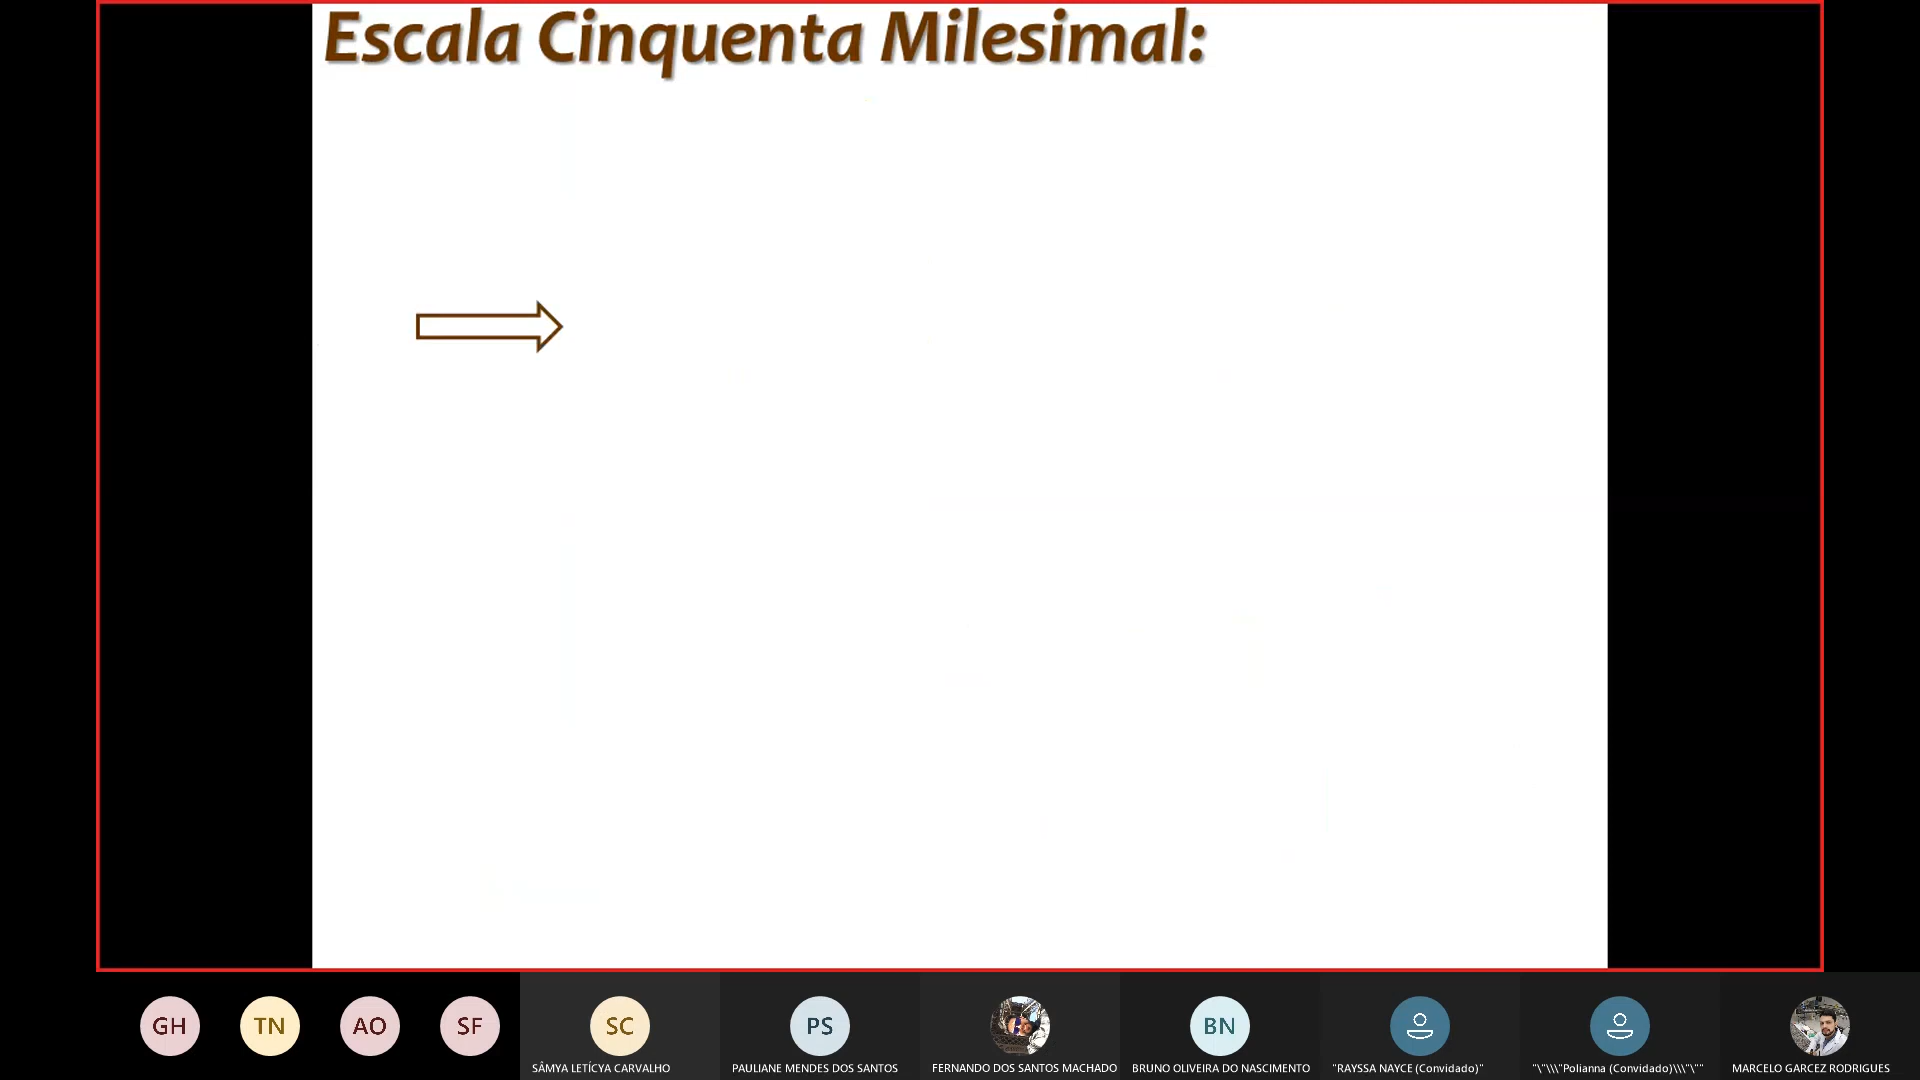 Escala Cinquenta Milesimal:
GH
TN
AO
SF
SC
PS
BN
SÂMYA LETÍCYA CARVALHO
PAULIANE MENDES DOS SANTOS
FERNANDO DOS SANTOS MACHADO
BRUNO OLIVEIRA DO NASCIMENTO
"RAYSSA NAYCE (Convidado)"
"\"\\\"Polianna (Convidado)\\\"\""
MARCELO GARCEZ RODRIGUES